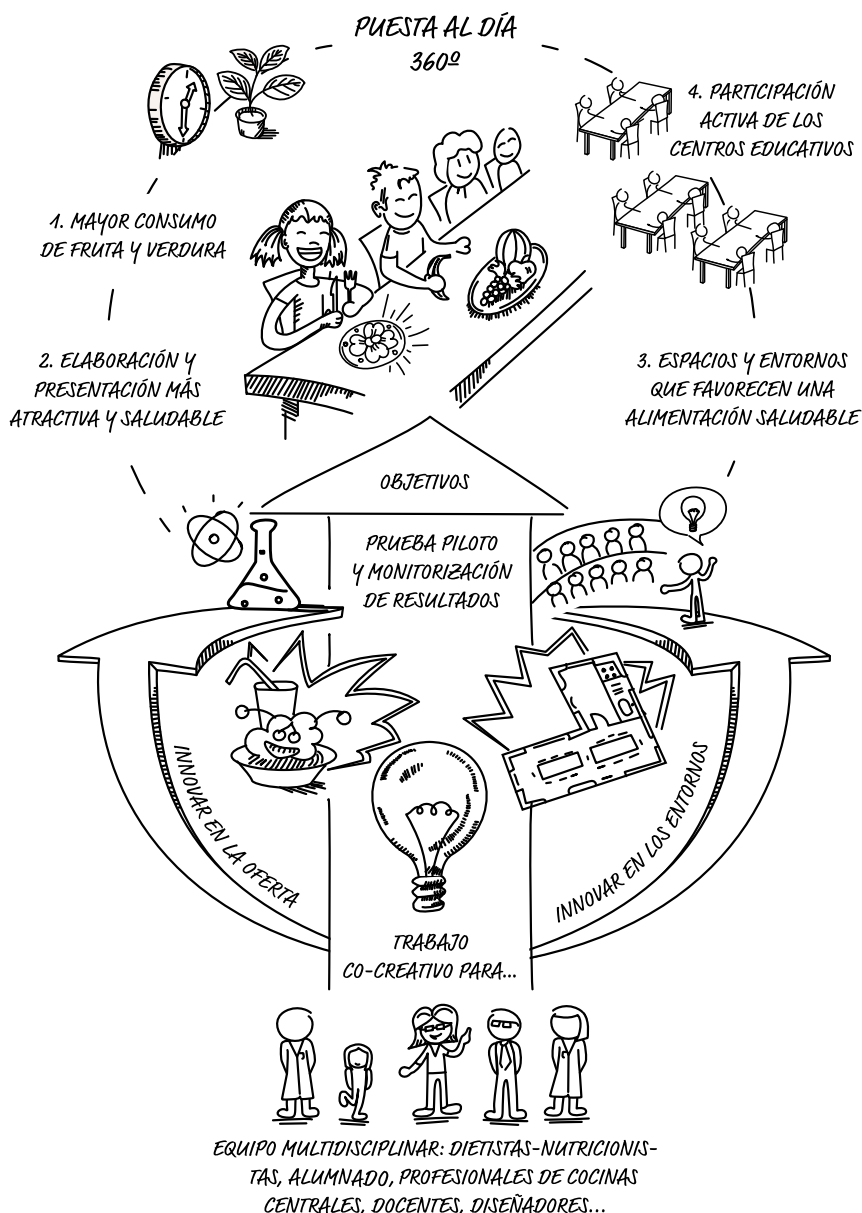 PUESTA AL DÍA
360º
4. PARTICIPACIÓN
ACTIVA DE LOS
CENTROS EDUCATIVOS
1. MAYOR CONSUMO
DE FRUTA Y VERDURA
2. ELABORACIÓN Y
PRESENTACIÓN MÁS
ATRACTIVA Y SALUDABLE
3. ESPACIOS Y ENTORNOS
QUE FAVORECEN UNA
ALIMENTACIÓN SALUDABLE
OBJETIVOS
PRUEBA PILOTO
Y MONITORIZACIÓN
DE RESULTADOS
INNOVAR EN LA OFERTA
INNOVAR EN LOS ENTORNOS
TRABAJO
CO-CREATIVO PARA...
EQUIPO MULTIDISCIPLINAR: DIETISTAS-NUTRICIONIS-
TAS, ALUMNADO, PROFESIONALES DE COCINAS
CENTRALES, DOCENTES, DISEÑADORES...